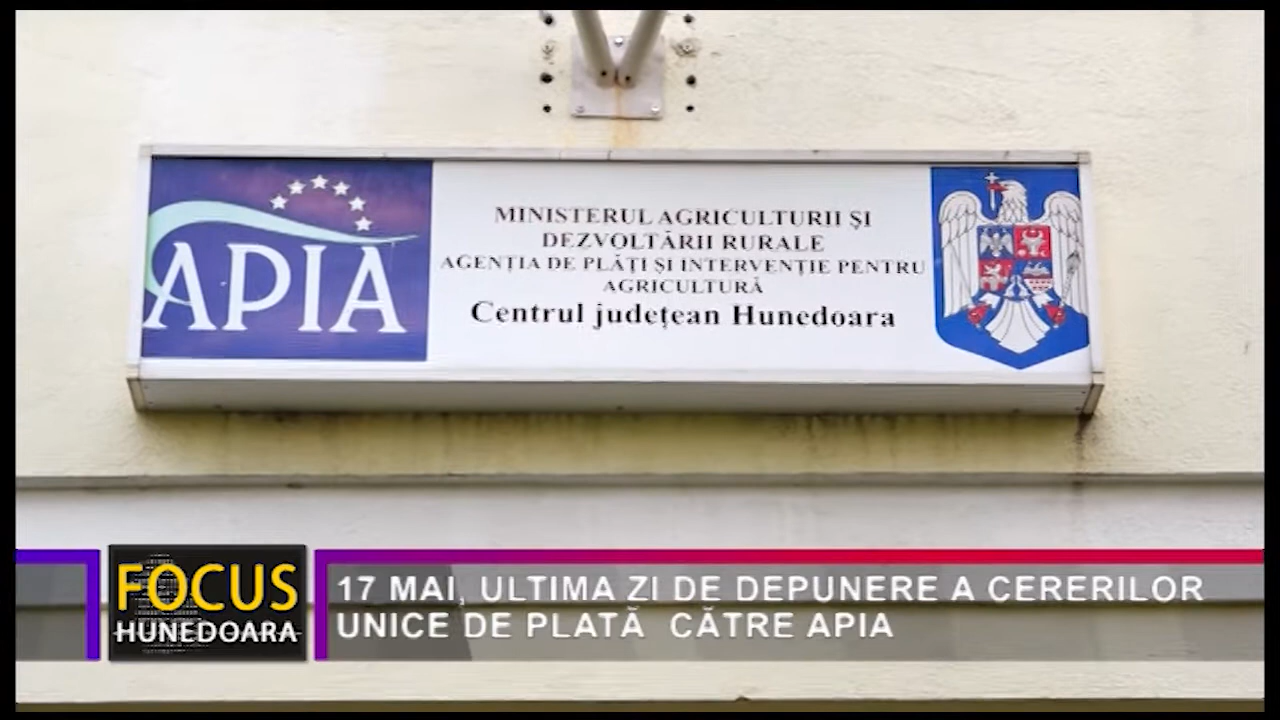 APIA
MINISTERUL AGRICULTURII ȘI
DEZVOLTĂRII RURALE
AGENȚIA DE PLĂȚI ȘI INTERVENȚIE PENTRU
AGRICULTURĂ
Centrul județean Hunedoara
FOCUS
HUNEDOARA
17 MAI, ULTIMA ZI DE DEPUNERE A CERERILOR
UNICE DE PLATĂ CĂTRE APIA